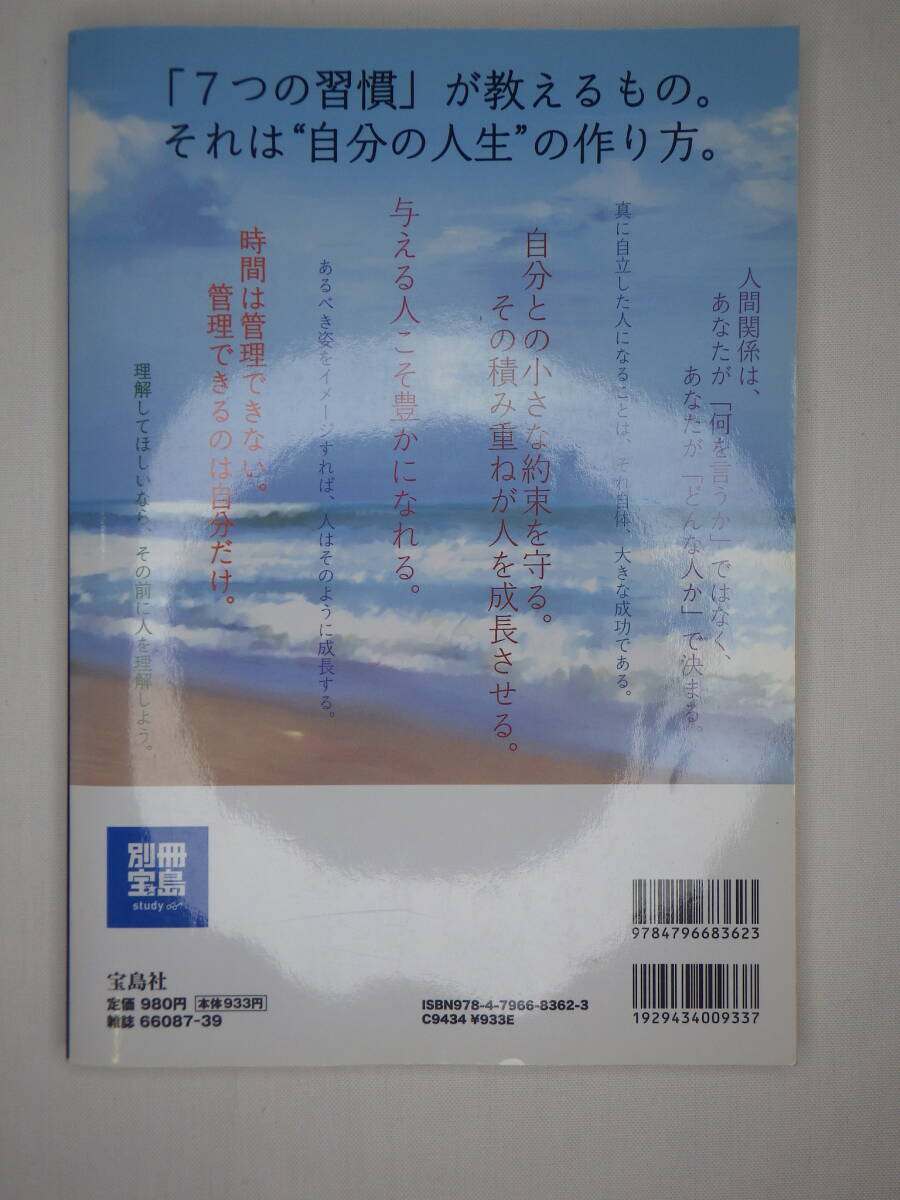 「7つの習慣」が教えるもの。
それは“自分の人生”の作り方。
人間関係は、
あなたが「何を言うか」ではなく、
あなたが「どんな人か」で決まる。
真に自立した人になることは、それ自体、大きな成功である。
自分との小さな約束を守る。
その積み重ねが人を成長させる。
与える人こそ豊かになれる。
あるべき姿をイメージすれば、人はそのように成長する。
時間は管理できない。
管理できるのは自分だけ。
理解してほしいなら、その前に人を理解しよう。
別冊
宝島
study
9784796683623
宝島社
定価 980円 本体933円
雑誌 66087-39
ISBN978-4-7966-8362-3
C9434 ¥933E
1929434009337